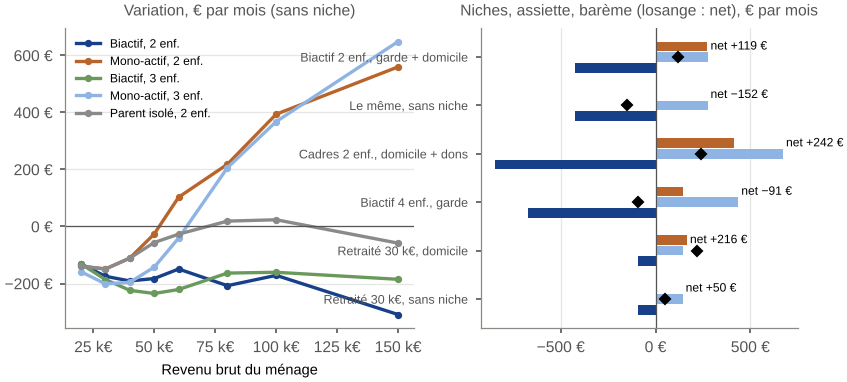 Variation, € par mois (sans niche)
600 €
400 €
200 €
0 €
−200 €
Biactif, 2 enf.
Mono-actif, 2 enf.
Biactif, 3 enf.
Mono-actif, 3 enf.
Parent isolé, 2 enf.
25 k€
50 k€
75 k€
100 k€
125 k€
150 k€
Revenu brut du ménage
Niches, assiette, barème (losange : net), € par mois
Biactif 2 enf., garde + domicile
net +119 €
Le même, sans niche
net −152 €
Cadres 2 enf., domicile + dons
net +242 €
Biactif 4 enf., garde
net −91 €
Retraité 30 k€, domicile
net +216 €
Retraité 30 k€, sans niche
net +50 €
−500 €
0 €
500 €